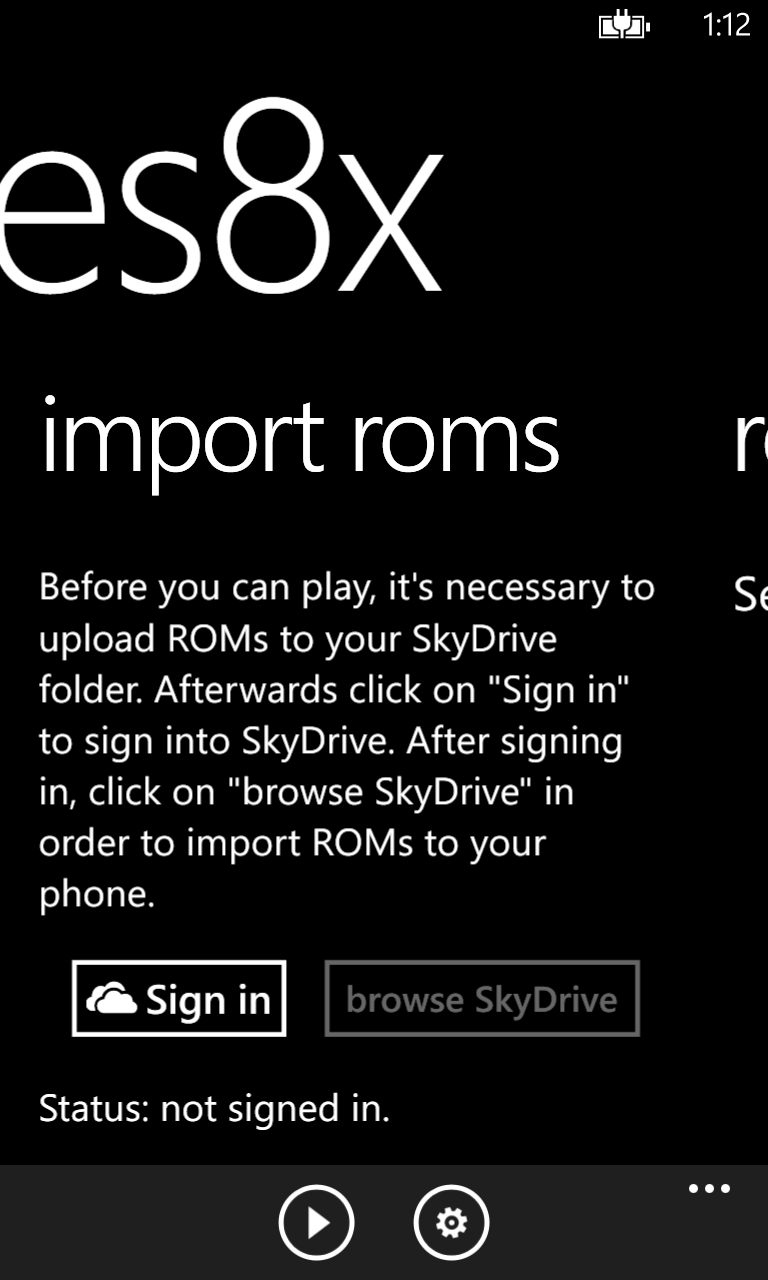 1:12
es8x
import roms
Before you can play, it's necessary to
upload ROMs to your SkyDrive
folder. Afterwards click on "Sign in"
to sign into SkyDrive. After signing
in, click on "browse SkyDrive" in
order to import ROMs to your
phone.
Sign in
browse SkyDrive
Status: not signed in.